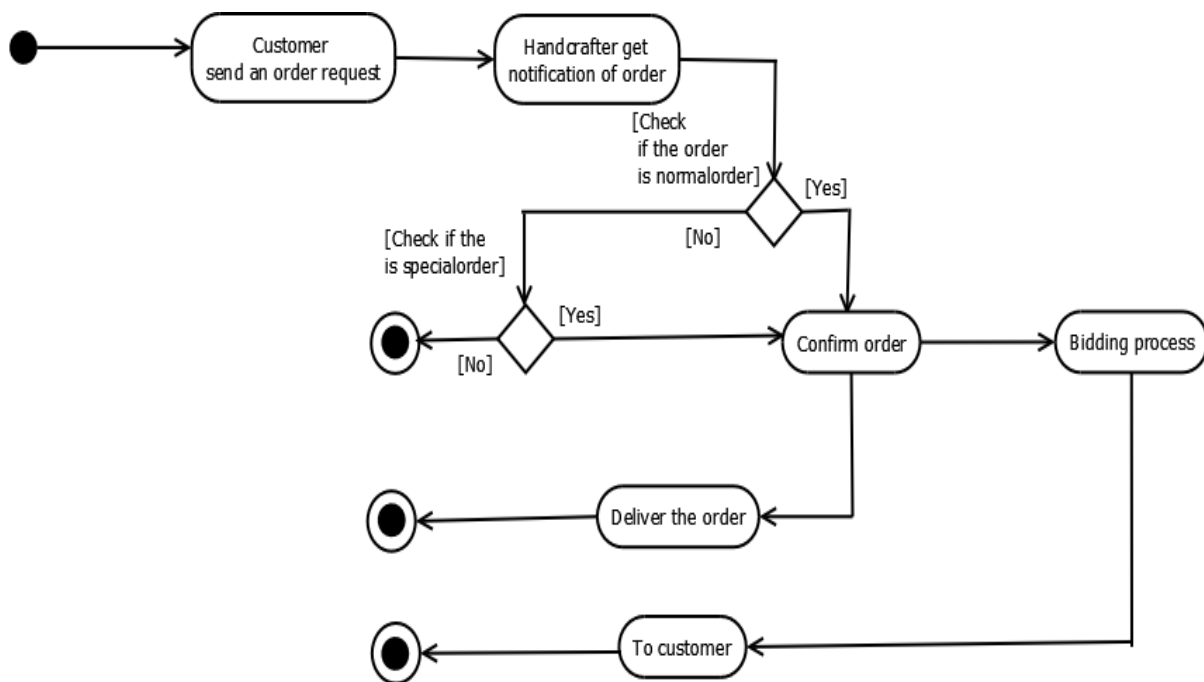 Customer
send an order request
Handcrafter get
notification of order
[Check
if the order
is normalorder]
[Yes]
[No]
[Check if the
is specialorder]
[Yes]
[No]
Confirm order
Bidding process
Deliver the order
To customer